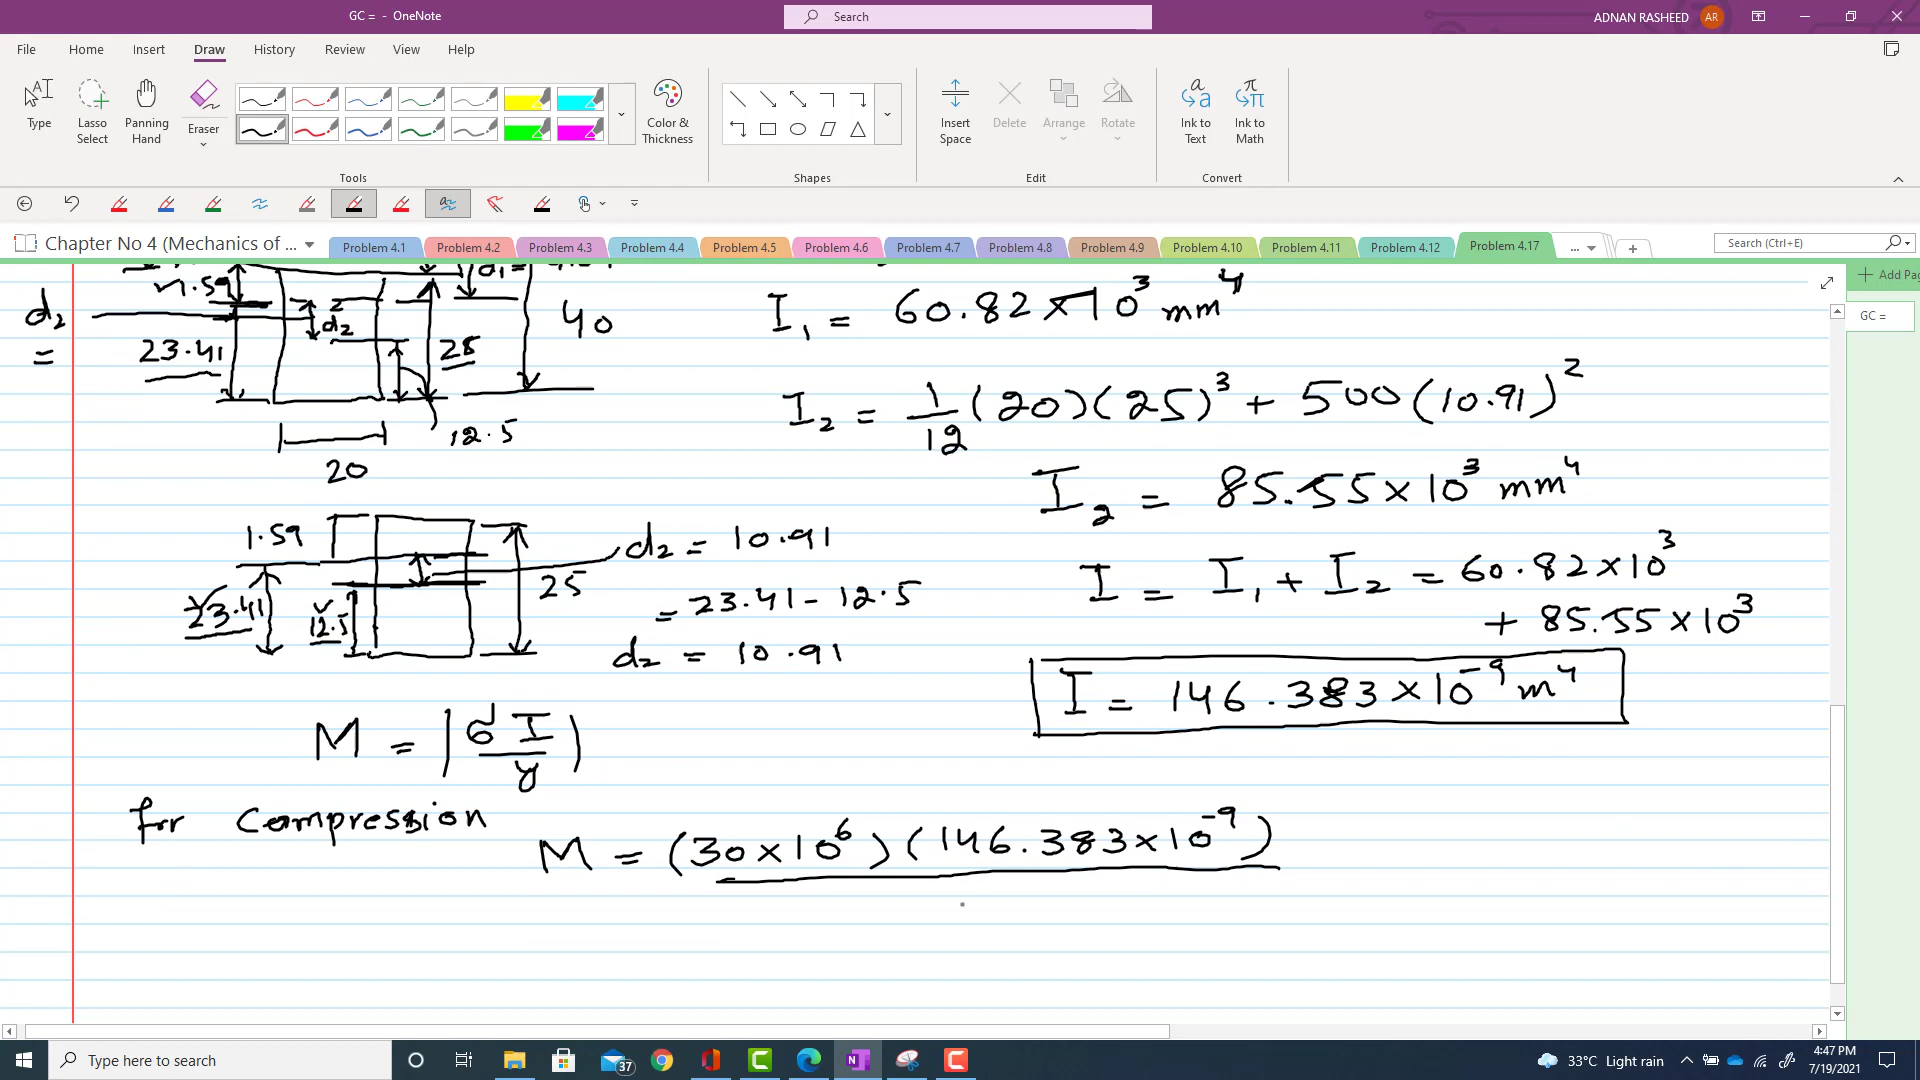 GC = - OneNote
Search
ADNAN RASHEED
AR
File Home Insert Draw History Review View Help
Type
Lasso Select
Panning Hand
Eraser
Color & Thickness
Insert Space
Delete
Arrange
Rotate
Ink to Text
Ink to Math
Tools
Shapes
Edit
Convert
Chapter No 4 (Mechanics of ...
Problem 4.1
Problem 4.2
Problem 4.3
Problem 4.4
Problem 4.5
Problem 4.6
Problem 4.7
Problem 4.8
Problem 4.9
Problem 4.10
Problem 4.11
Problem 4.12
Problem 4.17
...
Search (Ctrl+E)
Add Pag
GC =
d₂ =
23.41
d₂
25
40
12.5
20
I₁ = 60.82 × 10³ mm⁴
I₂ = 1/12 (20)(25)³ + 500 (10.91)²
I₂ = 85.55 × 10³ mm⁴
I = I₁ + I₂ = 60.82 × 10³
+ 85.55 × 10³
I = 146.383 × 10⁻⁹ m⁴
1.59
23.41
12.5
25
d₂ = 10.91
= 23.41 - 12.5
d₂ = 10.91
M = |σI/y|
for Compression
M = (30 × 10⁶)(146.383 × 10⁻⁹)
Type here to search
37
33°C Light rain
4:47 PM
7/19/2021